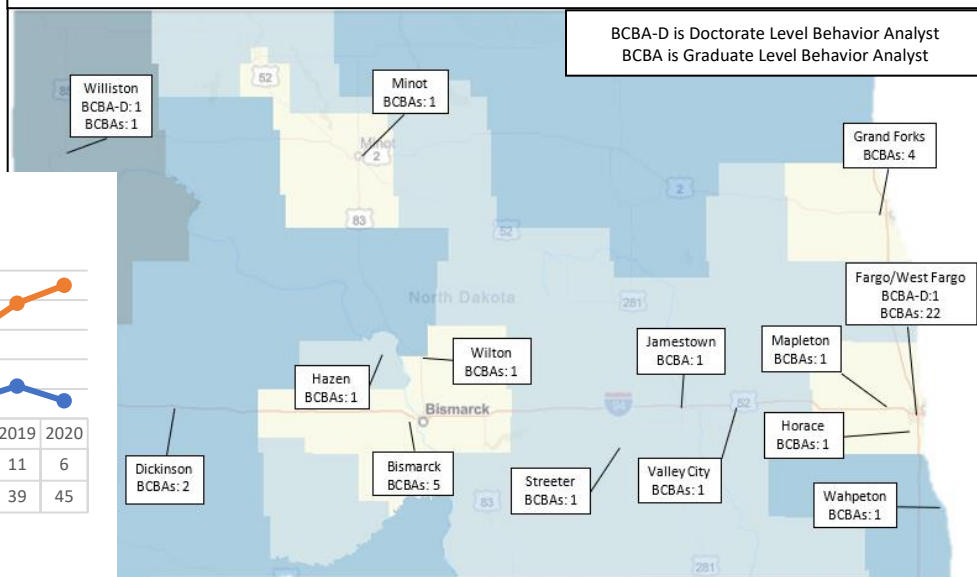 BCBA-D is Doctorate Level Behavior Analyst
BCBA is Graduate Level Behavior Analyst
Williston
BCBA-D: 1
BCBAs: 1
52
Minot
BCBAs: 1
Minot
2
83
2
52
Grand Forks
BCBAs: 4
North Dakota
281
Fargo/West Fargo
BCBA-D:1
BCBAs: 22
Hazen
BCBAs: 1
Wilton
BCBAs: 1
Jamestown
BCBA: 1
Mapleton
BCBAs: 1
Bismarck
94
52
Horace
BCBAs: 1
2019 2020
11 6
39 45
Dickinson
BCBAs: 2
Bismarck
BCBAs: 5
Streeter
BCBAs: 1
Valley City
BCBAs: 1
Wahpeton
BCBAs: 1
83
281